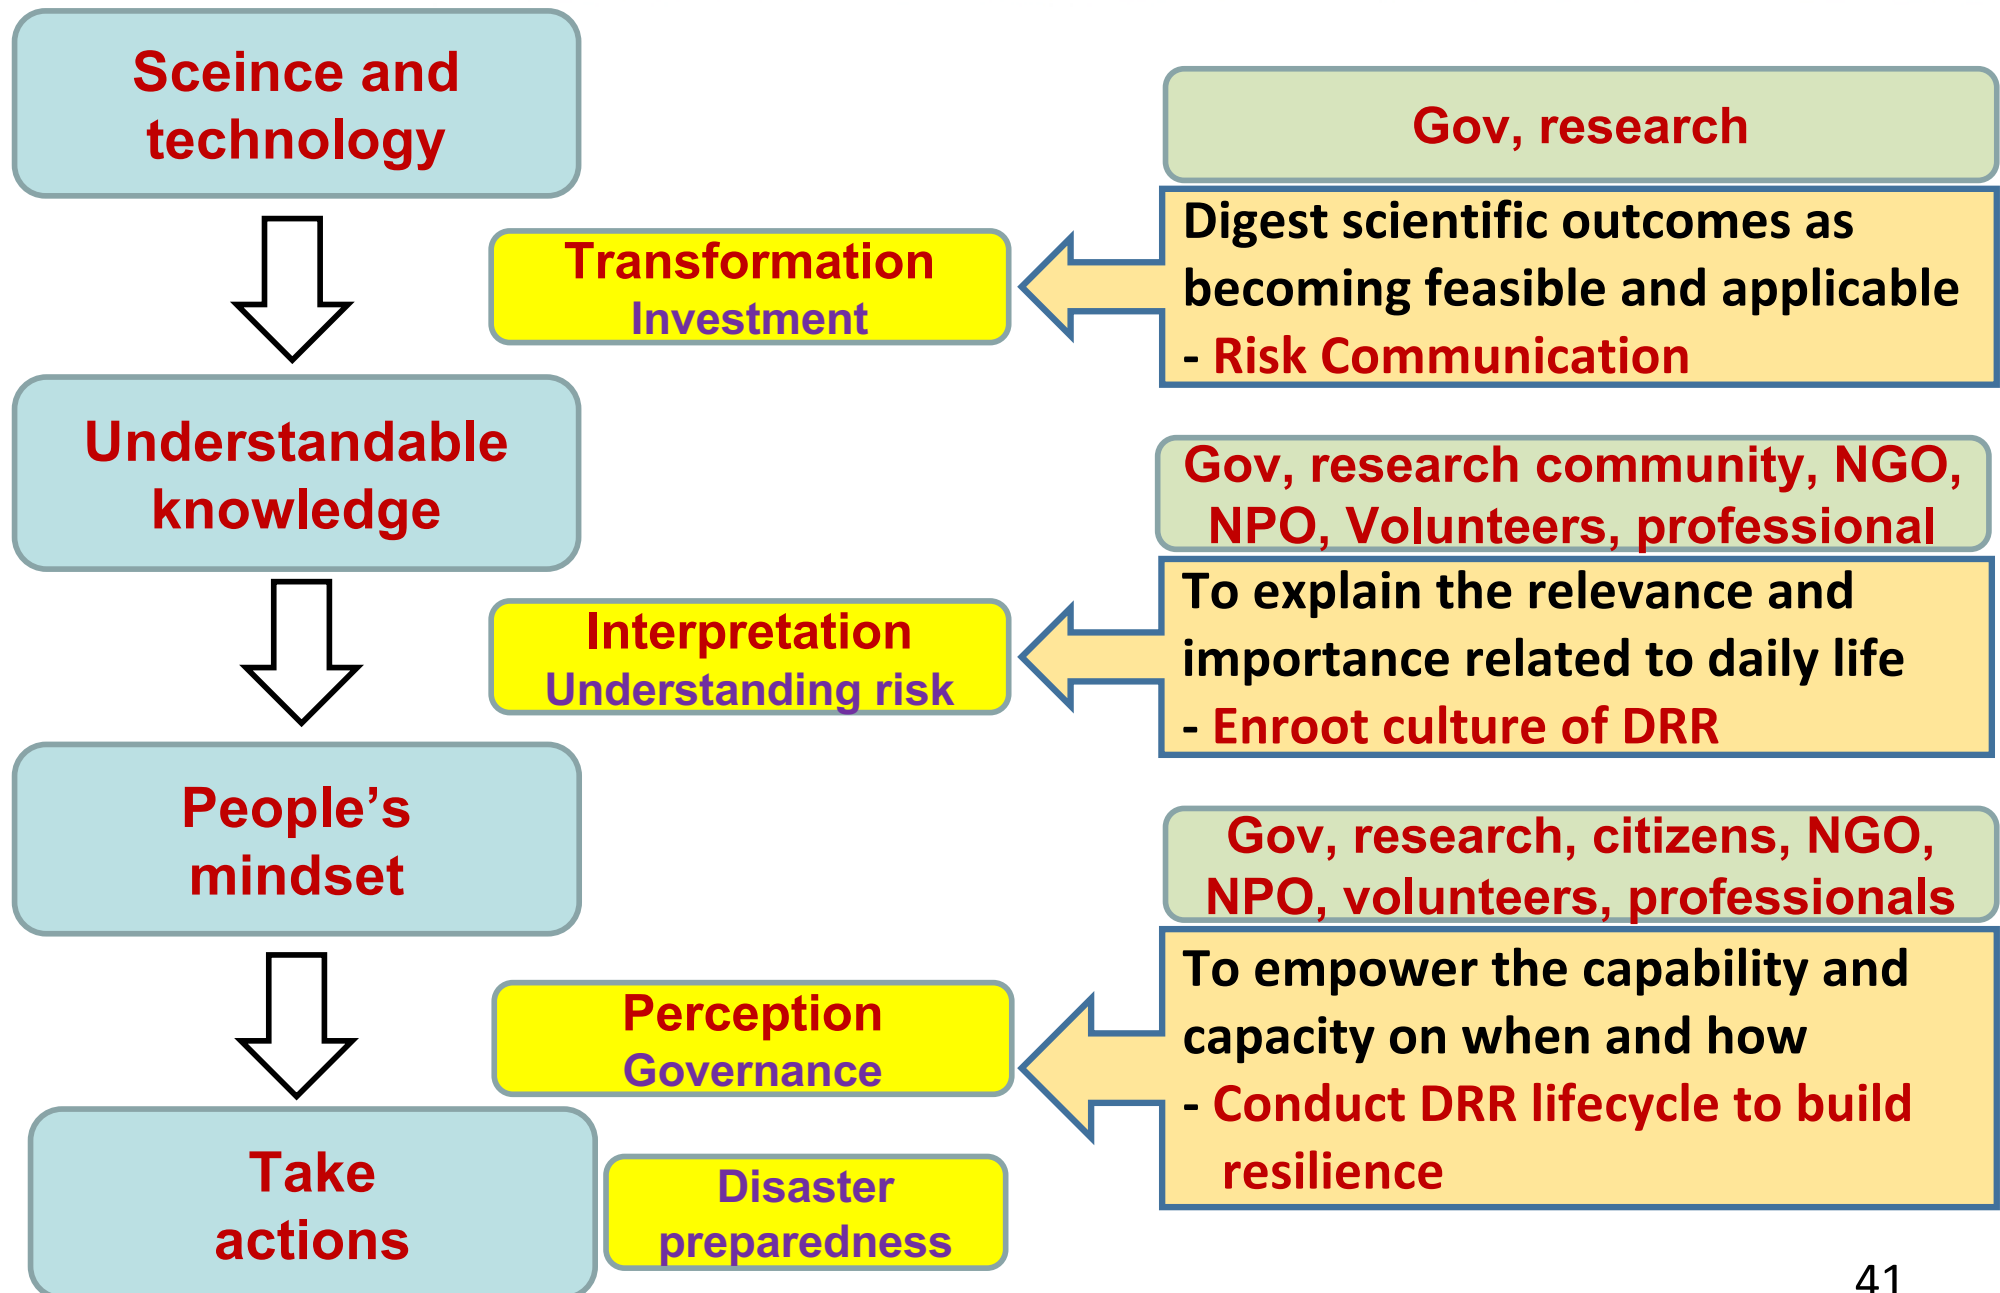 Sceince and
technology
Gov, research
Digest scientific outcomes as
becoming feasible and applicable
- Risk Communication
Transformation
Investment
Understandable
knowledge
Gov, research community, NGO,
NPO, Volunteers, professional
To explain the relevance and
importance related to daily life
- Enroot culture of DRR
Interpretation
Understanding risk
People’s
mindset
Gov, research, citizens, NGO,
NPO, volunteers, professionals
To empower the capability and
capacity on when and how
- Conduct DRR lifecycle to build
resilience
Perception
Governance
Take
actions
Disaster
preparedness
41